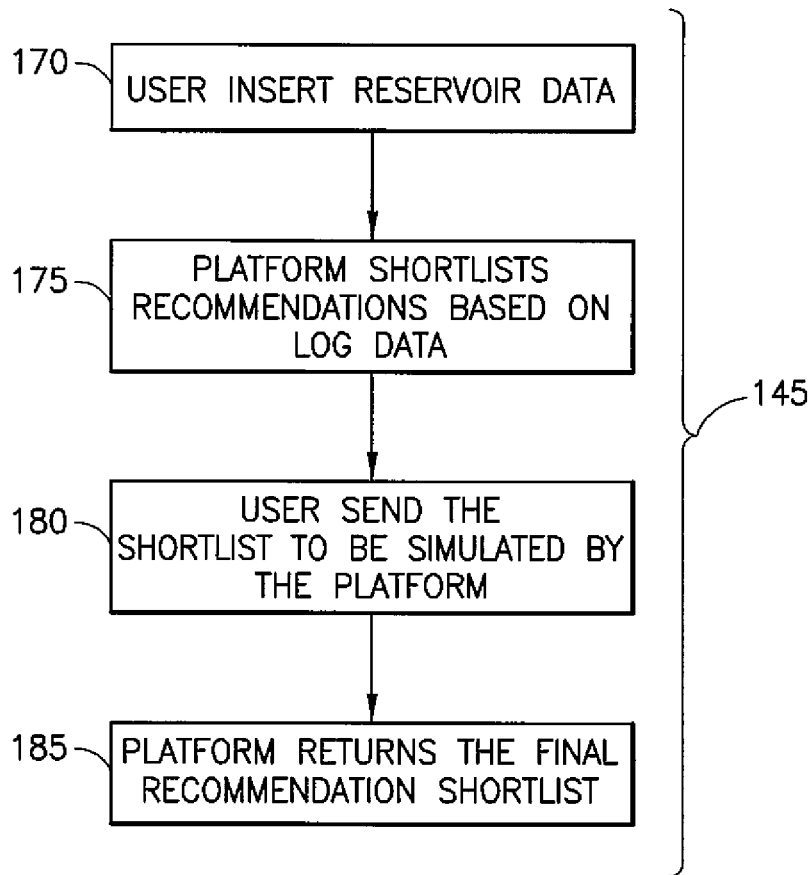 170
USER INSERT RESERVOIR DATA
175
PLATFORM SHORTLISTS
RECOMMENDATIONS BASED ON
LOG DATA
145
180
USER SEND THE
SHORTLIST TO BE SIMULATED BY
THE PLATFORM
185
PLATFORM RETURNS THE FINAL
RECOMMENDATION SHORTLIST